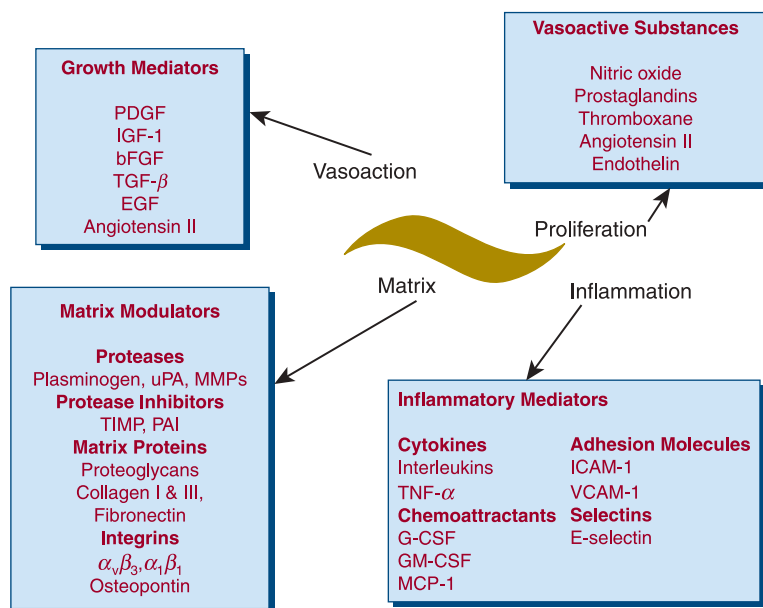 Growth Mediators
PDGF
IGF-1
bFGF
TGF-β
EGF
Angiotensin II
Vasoactive Substances
Nitric oxide
Prostaglandins
Thromboxane
Angiotensin II
Endothelin
Vasoaction
Proliferation
Matrix
Inflammation
Matrix Modulators
Proteases
Plasminogen, uPA, MMPs
Protease Inhibitors
TIMP, PAI
Matrix Proteins
Proteoglycans
Collagen I & III,
Fibronectin
Integrins
αvβ3,α1β1
Osteopontin
Inflammatory Mediators
Cytokines
Interleukins
TNF-α
Chemoattractants
G-CSF
GM-CSF
MCP-1
Adhesion Molecules
ICAM-1
VCAM-1
Selectins
E-selectin